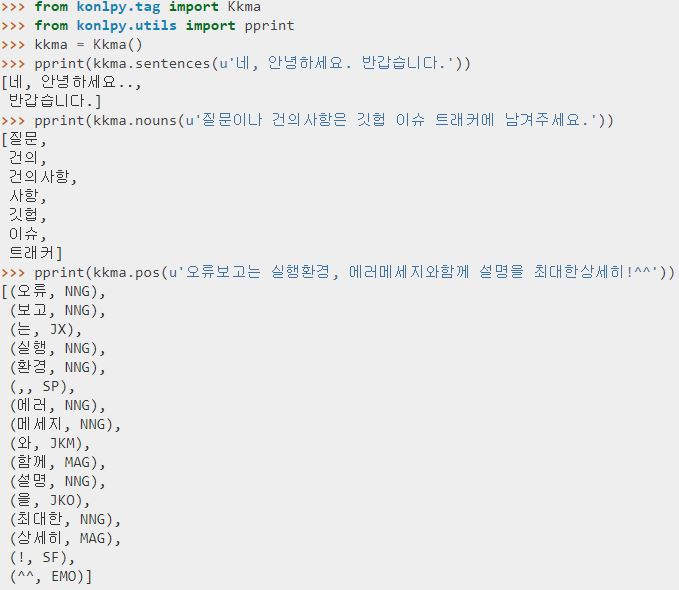 >>> from konlpy.tag import Kkma
>>> from konlpy.utils import pprint
>>> kkma = Kkma()
>>> pprint(kkma.sentences(u'네, 안녕하세요. 반갑습니다.'))
[네, 안녕하세요..,
 반갑습니다.]
>>> pprint(kkma.nouns(u'질문이나 건의사항은 깃헙 이슈 트래커에 남겨주세요.'))
[질문,
 건의,
 건의사항,
 사항,
 깃헙,
 이슈,
 트래커]
>>> pprint(kkma.pos(u'오류보고는 실행환경, 에러메세지와함께 설명을 최대한상세히!^^'))
[(오류, NNG),
 (보고, NNG),
 (는, JX),
 (실행, NNG),
 (환경, NNG),
 (,, SP),
 (에러, NNG),
 (메세지, NNG),
 (와, JKM),
 (함께, MAG),
 (설명, NNG),
 (을, JKO),
 (최대한, NNG),
 (상세히, MAG),
 (!, SF),
 (^^, EMO)]